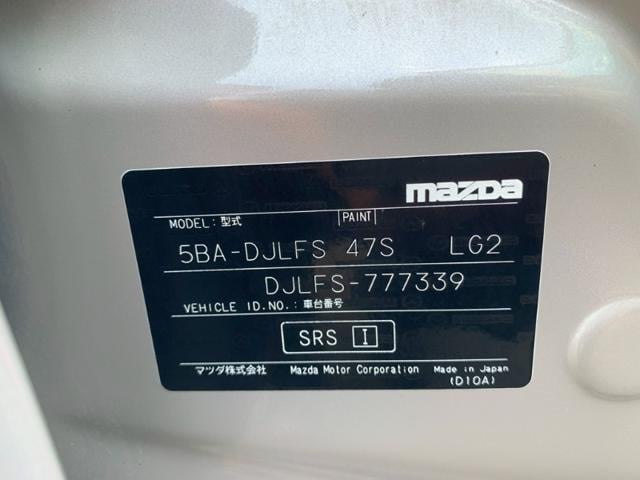 mazda
MODEL: 型式 PAINT
5BA-DJLFS 47S LG2
DJLFS-777339
VEHICLE ID.NO.: 車台番号
SRS I
マツダ株式会社 Mazda Motor Corporation Made in Japan
(D10A)